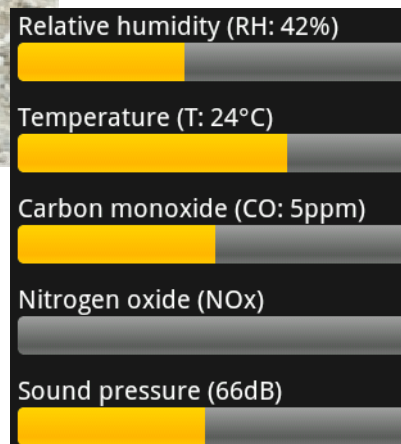 Relative humidity (RH: 42%)
Temperature (T: 24°C)
Carbon monoxide (CO: 5ppm)
Nitrogen oxide (NOx)
Sound pressure (66dB)